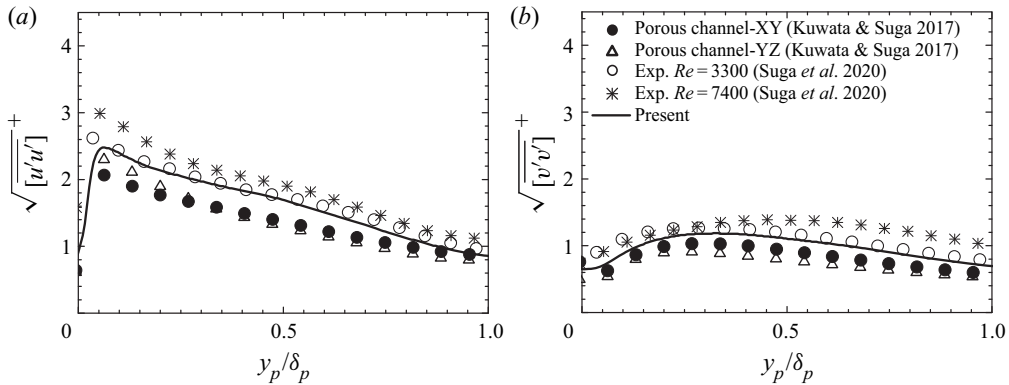 (a)
4
3
2
1
0
0.5
1.0
√[u′u′]⁺
y_p/δ_p
(b)
Porous channel-XY (Kuwata & Suga 2017)
Porous channel-YZ (Kuwata & Suga 2017)
Exp. Re = 3300 (Suga et al. 2020)
Exp. Re = 7400 (Suga et al. 2020)
Present
4
3
2
1
0
0.5
1.0
√[v′v′]⁺
y_p/δ_p